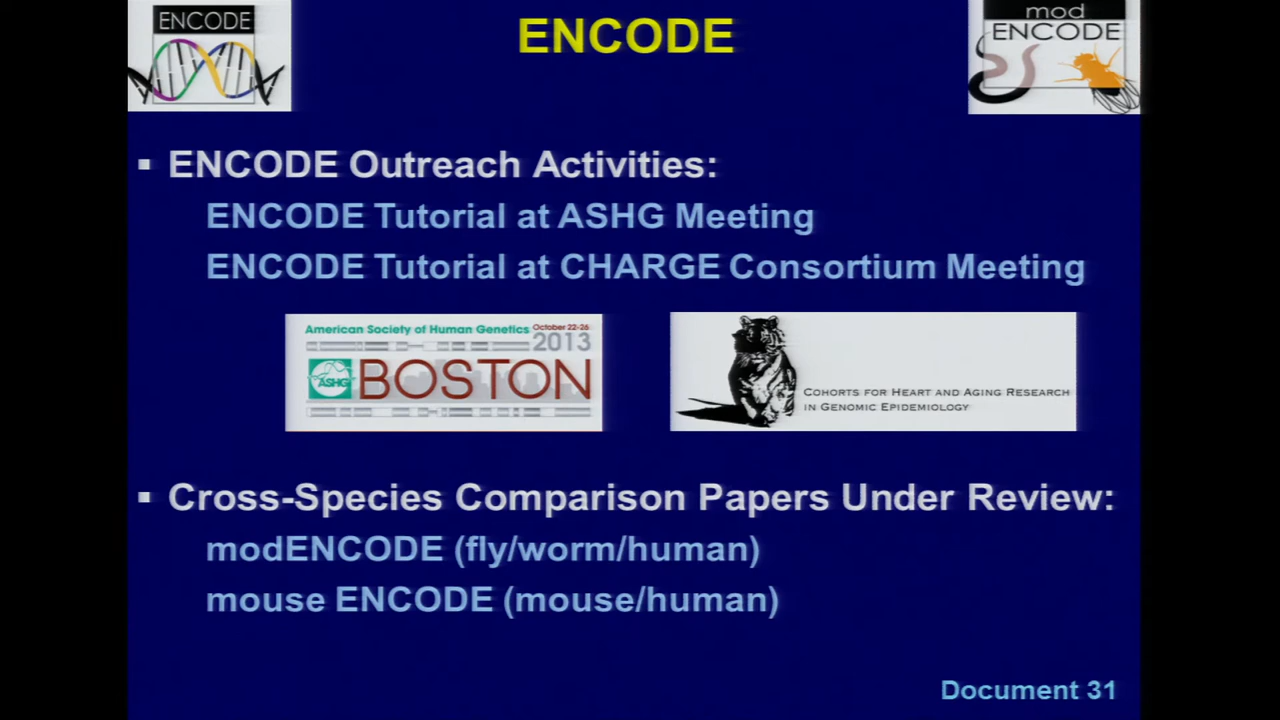 ENCODE
ENCODE
mod
ENCODE
▪ ENCODE Outreach Activities:
ENCODE Tutorial at ASHG Meeting
ENCODE Tutorial at CHARGE Consortium Meeting
American Society of Human Genetics October 22-26
2013
ASHG BOSTON
COHORTS FOR HEART AND AGING RESEARCH
IN GENOMIC EPIDEMIOLOGY
▪ Cross-Species Comparison Papers Under Review:
modENCODE (fly/worm/human)
mouse ENCODE (mouse/human)
Document 31